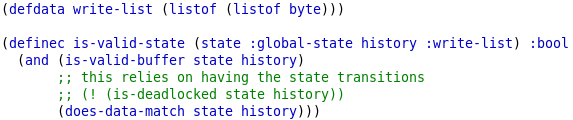 (defdata write-list (listof (listof byte)))

(definec is-valid-state (state :global-state history :write-list) :bool
  (and (is-valid-buffer state history)
       ;; this relies on having the state transitions
       ;; (! (is-deadlocked state history))
       (does-data-match state history)))